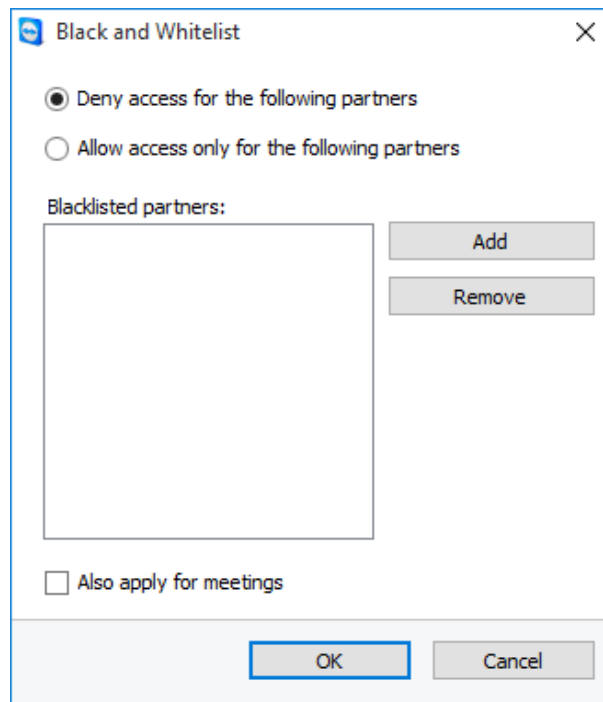 Black and Whitelist
Deny access for the following partners
Allow access only for the following partners
Blacklisted partners:
Add
Remove
Also apply for meetings
OK
Cancel